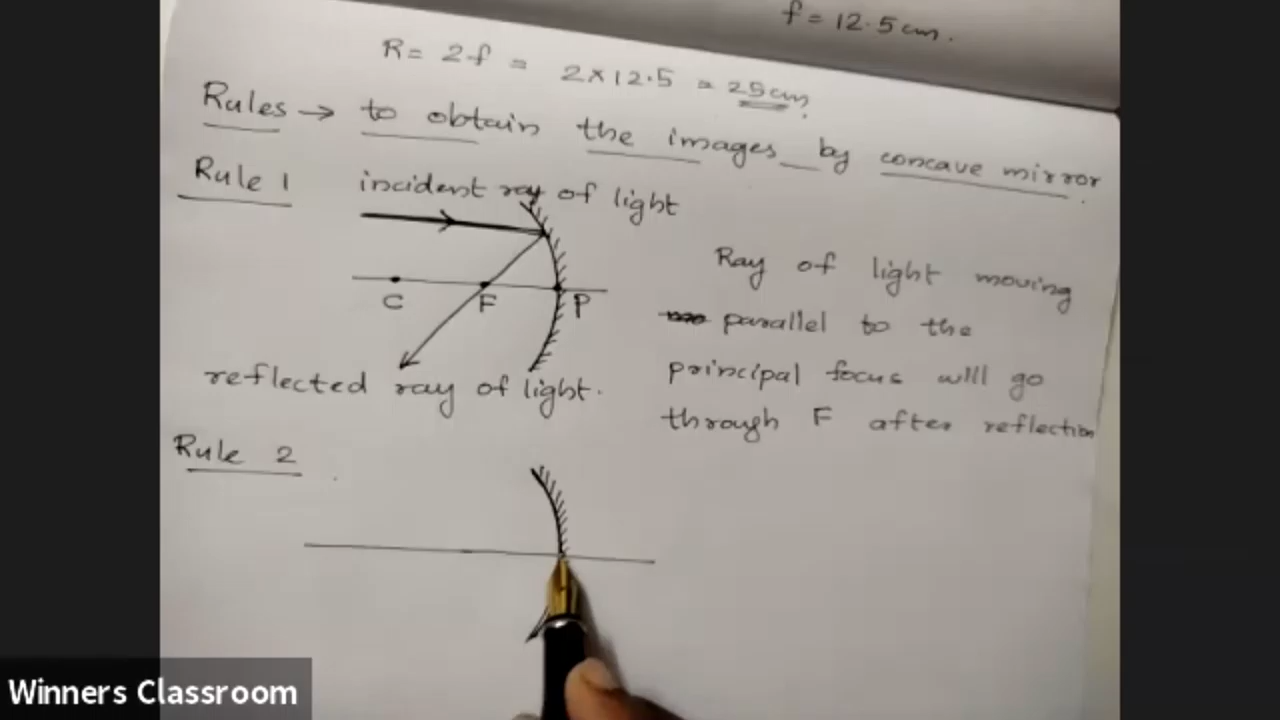 f = 12.5cm.
R = 2f = 2×12.5 = 25cm.
Rules → to obtain the images by concave mirror.
Rule 1 incident ray of light
C F P
reflected ray of light.
Ray of light moving
parallel to the
principal focus will go
through F after reflection
Rule 2
Winners Classroom